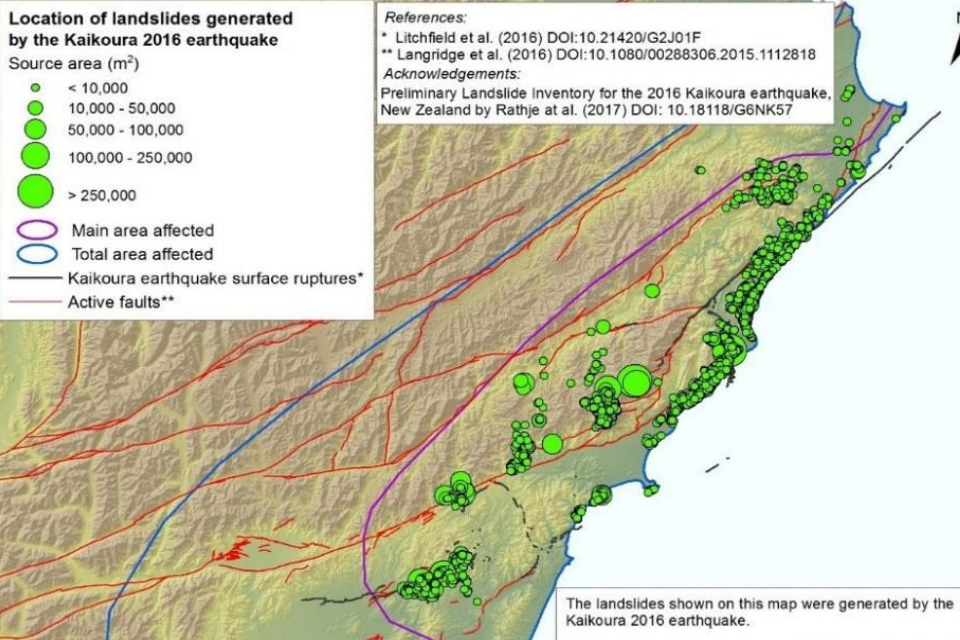 Location of landslides generated
by the Kaikoura 2016 earthquake
Source area (m²)
< 10,000
10,000 - 50,000
50,000 - 100,000
100,000 - 250,000
> 250,000
Main area affected
Total area affected
Kaikoura earthquake surface ruptures*
Active faults**
References:
* Litchfield et al. (2016) DOI:10.21420/G2J01F
** Langridge et al. (2016) DOI:10.1080/00288306.2015.1112818
Acknowledgements:
Preliminary Landslide Inventory for the 2016 Kaikoura earthquake,
New Zealand by Rathje at al. (2017) DOI: 10.18118/G6NK57
N
The landslides shown on this map were generated by the
Kaikoura 2016 earthquake.